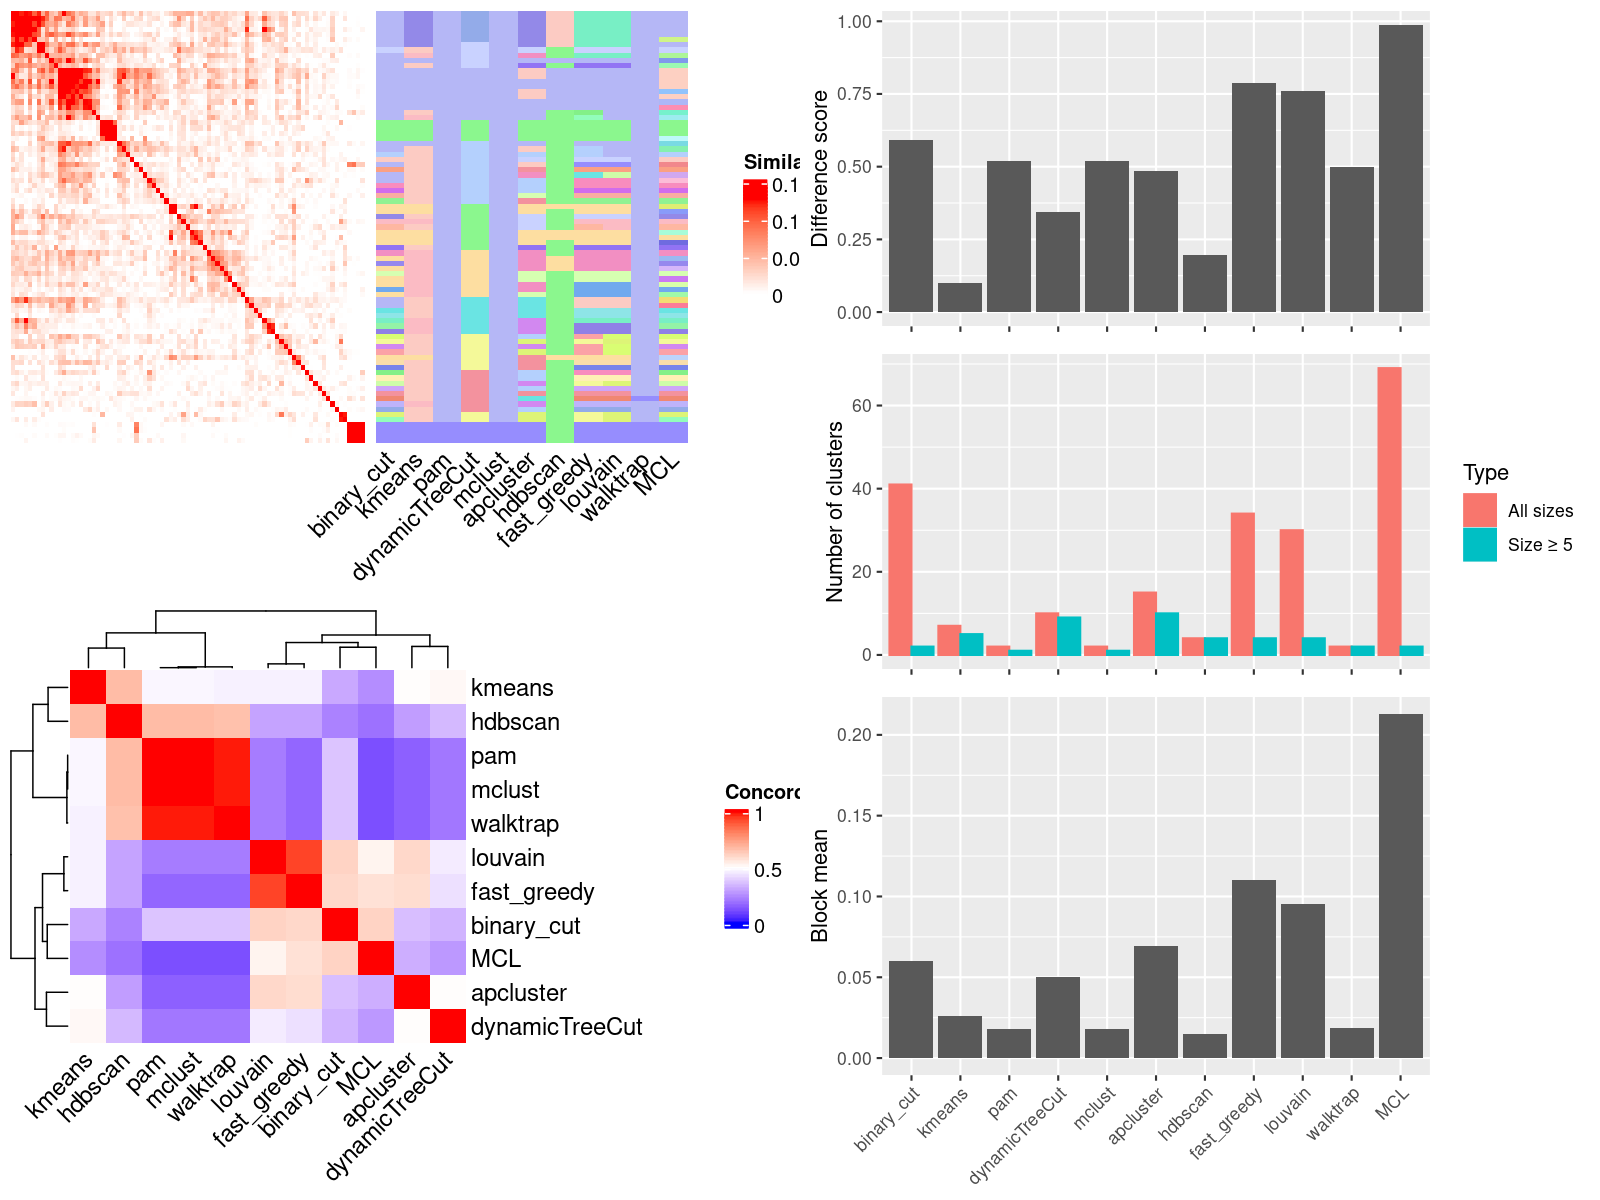 Simila
0.1
0.1
0.0
0
binary_cut
kmeans
pam
dynamicTreeCut
mclust
apcluster
hdbscan
fast_greedy
louvain
walktrap
MCL
kmeans
hdbscan
pam
mclust
walktrap
louvain
fast_greedy
binary_cut
MCL
apcluster
dynamicTreeCut
kmeans
hdbscan
pam
mclust
walktrap
louvain
fast_greedy
binary_cut
MCL
apcluster
dynamicTreeCut
Concord
1
0.5
0
Difference score
1.00
0.75
0.50
0.25
0.00
Number of clusters
60
40
20
0
Type
All sizes
Size ≥ 5
Block mean
0.20
0.15
0.10
0.05
0.00
binary_cut
kmeans
pam
dynamicTreeCut
mclust
apcluster
hdbscan
fast_greedy
louvain
walktrap
MCL